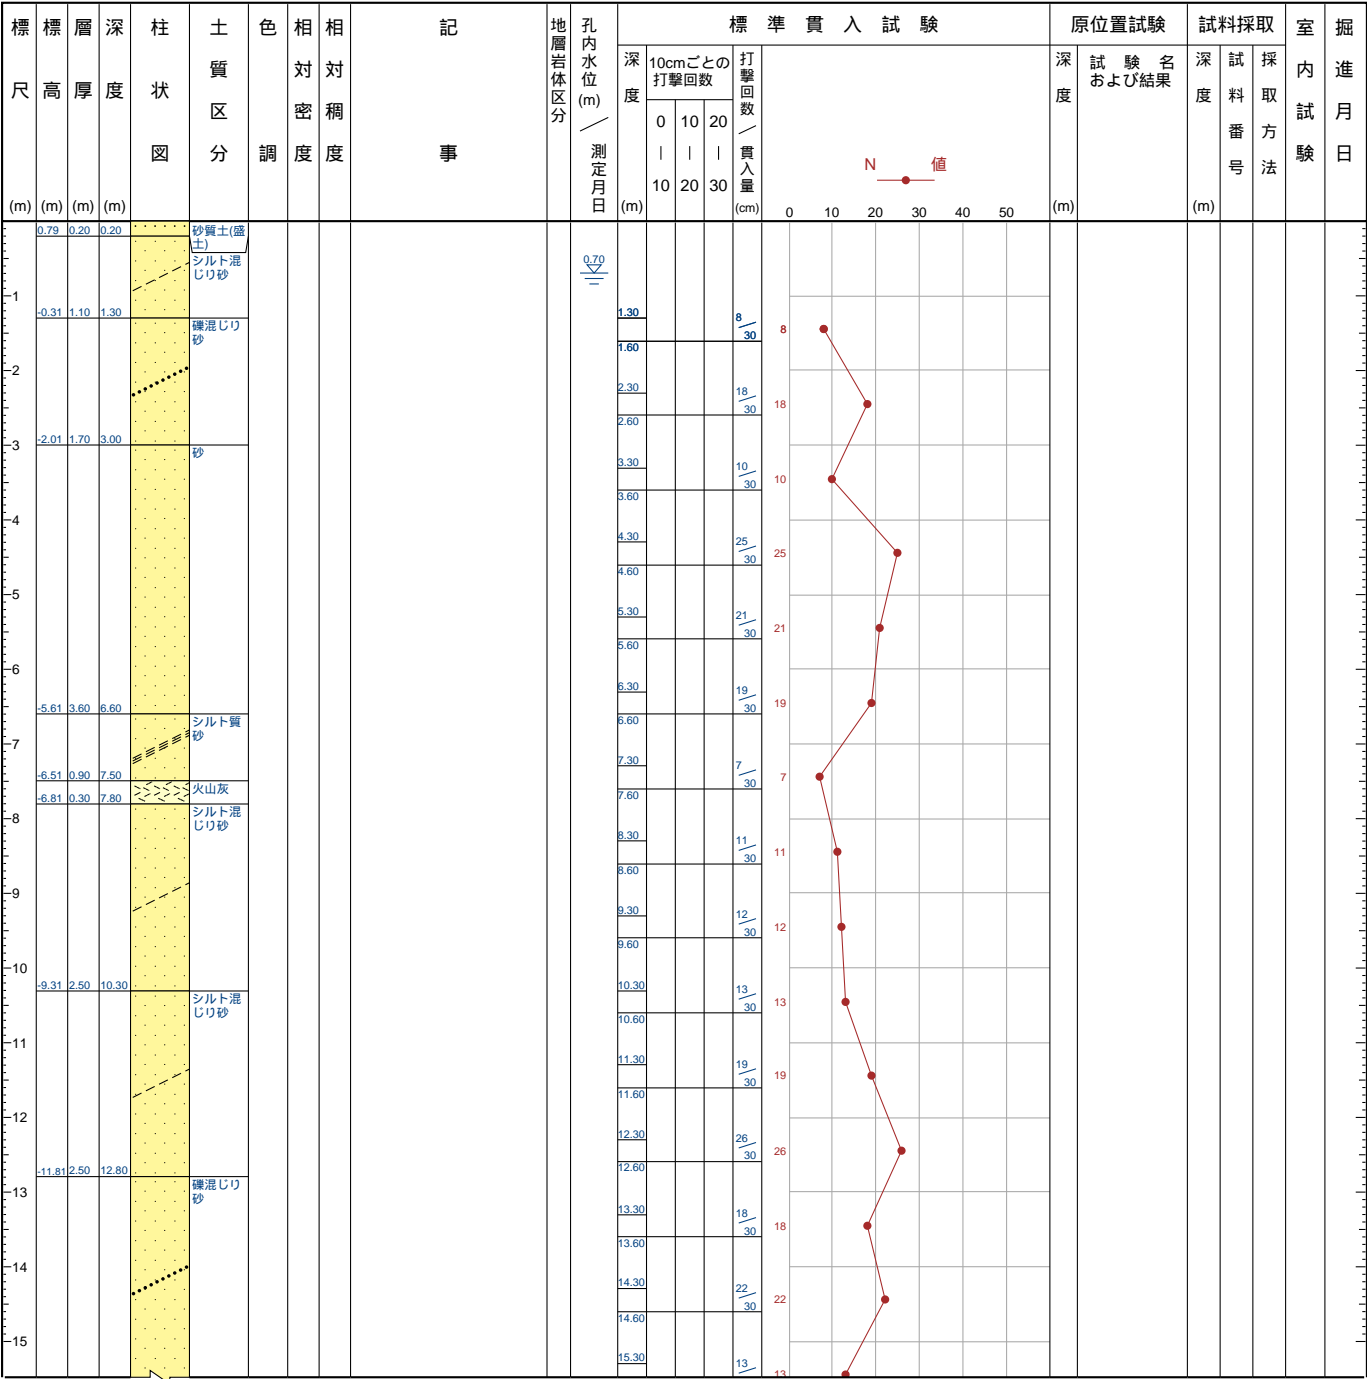 標尺(m)
標高(m)
層厚(m)
深度(m)
柱状図
土質区分
色調
相対密度
相対稠度
記事
地層岩体区分
孔内水位(m)／測定月日
標準貫入試験
深度(m)
10cmごとの
打撃回数
0 10 20
| | |
10 20 30
打撃回数／貫入量(cm)
N 値
0 10 20 30 40 50
原位置試験
深度(m)
試験名
および結果
試料採取
深度(m)
試料番号
採取方法
室内試験
掘進月日
0.79 0.20 0.20
砂質土(盛
土)
シルト混
じり砂
0.70
1
-0.31 1.10 1.30
礫混じり
砂
1.30
8
30
8
1.60
2
2.30
18
30
18
2.60
3
-2.01 1.70 3.00
砂
3.30
10
30
10
3.60
4
4.30
25
30
25
4.60
5
5.30
21
30
21
5.60
6
6.30
19
30
19
6.60
-5.61 3.60 6.60
シルト質
砂
7
7.30
7
30
7
7.60
-6.51 0.90 7.50
火山灰
-6.81 0.30 7.80
シルト混
じり砂
8
8.30
11
30
11
8.60
9
9.30
12
30
12
9.60
10
-9.31 2.50 10.30
シルト混
じり砂
10.30
13
30
13
10.60
11
11.30
19
30
19
11.60
12
12.30
26
30
26
12.60
-11.81 2.50 12.80
礫混じり
砂
13
13.30
18
30
18
13.60
14
14.30
22
30
22
14.60
15
15.30
13
13